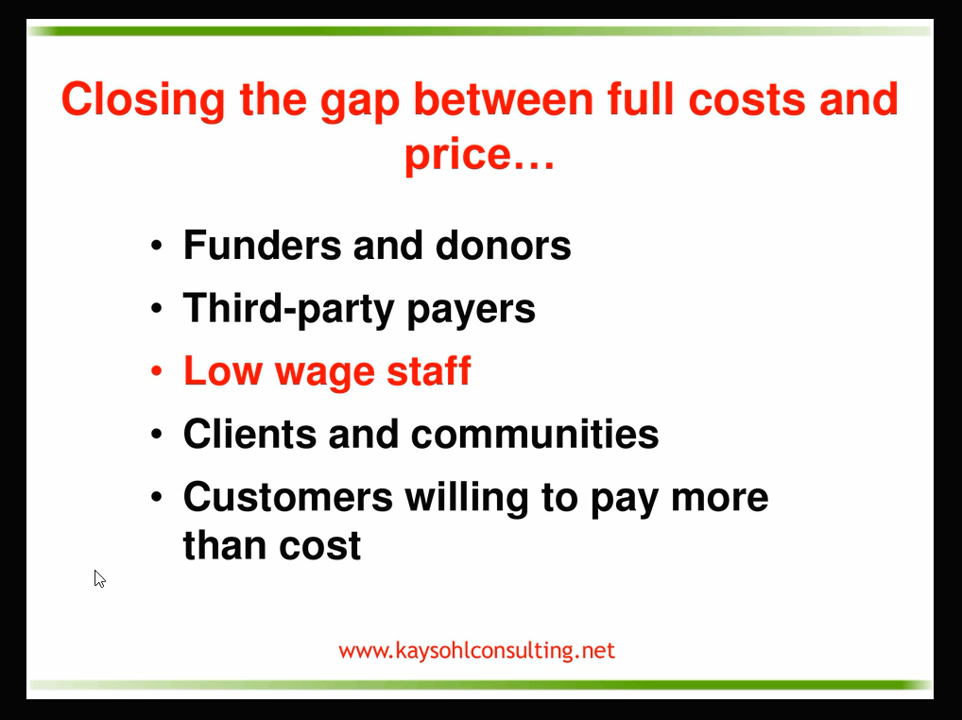 Closing the gap between full costs and
price…
• Funders and donors
• Third-party payers
• Low wage staff
• Clients and communities
• Customers willing to pay more
than cost
www.kaysohlconsulting.net